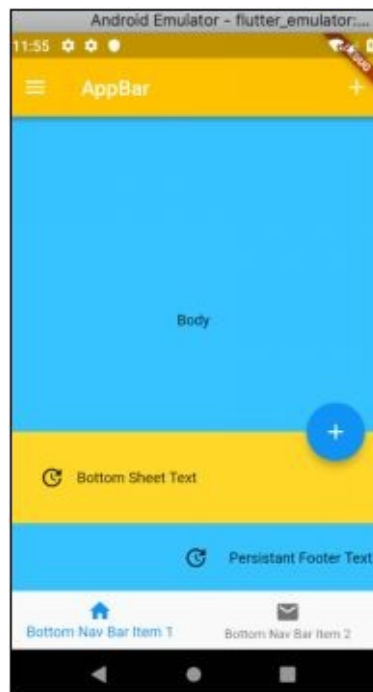 Android Emulator - flutter_emulator:...
11:55
AppBar
Body
Bottom Sheet Text
Persistant Footer Text
Bottom Nav Bar Item 1
Bottom Nav Bar Item 2